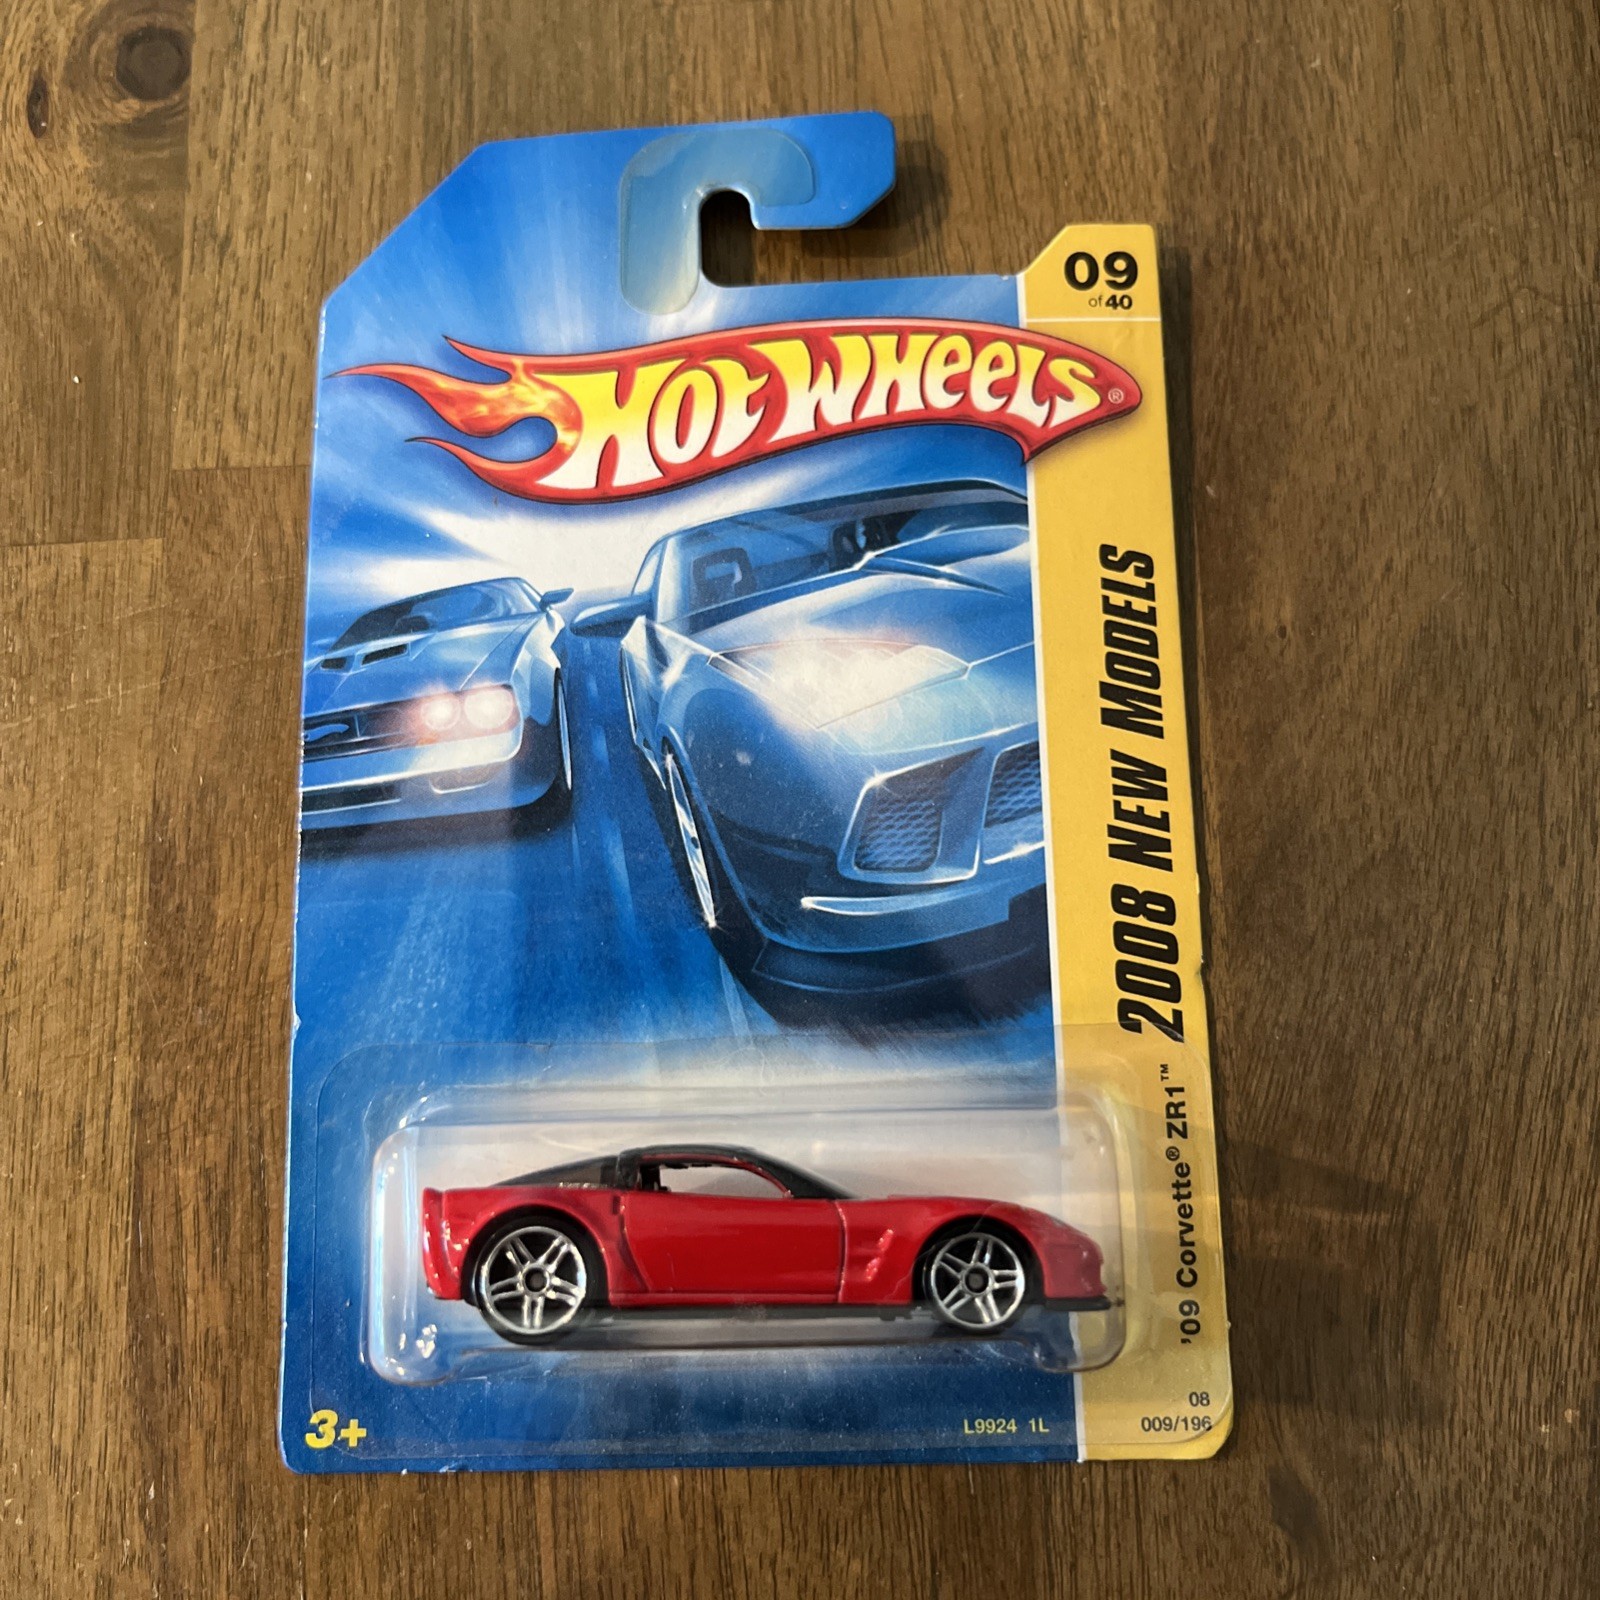 09
of 40
HOT WHEELS®
2008 NEW MODELS
'09 Corvette® ZR1™
3+
L9924 1L
08
009/196